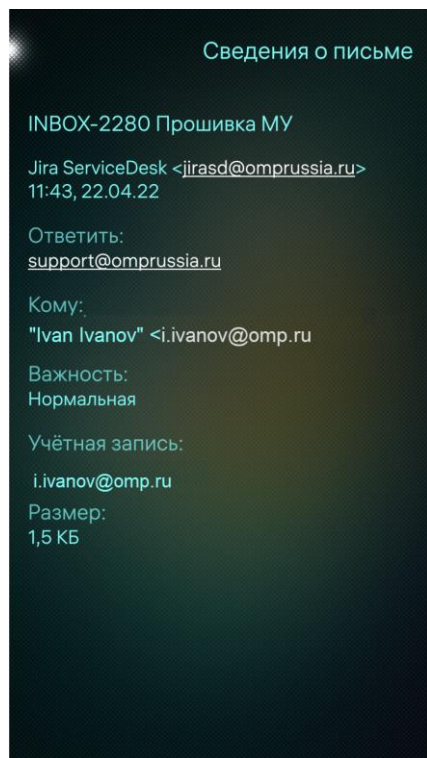 Сведения о письме
INBOX-2280 Прошивка МУ
Jira ServiceDesk <jirasd@omprussia.ru>
11:43, 22.04.22
Ответить:
support@omprussia.ru
Кому:
"Ivan Ivanov" <i.ivanov@omp.ru
Важность:
Нормальная
Учётная запись:
i.ivanov@omp.ru
Размер:
1,5 КБ